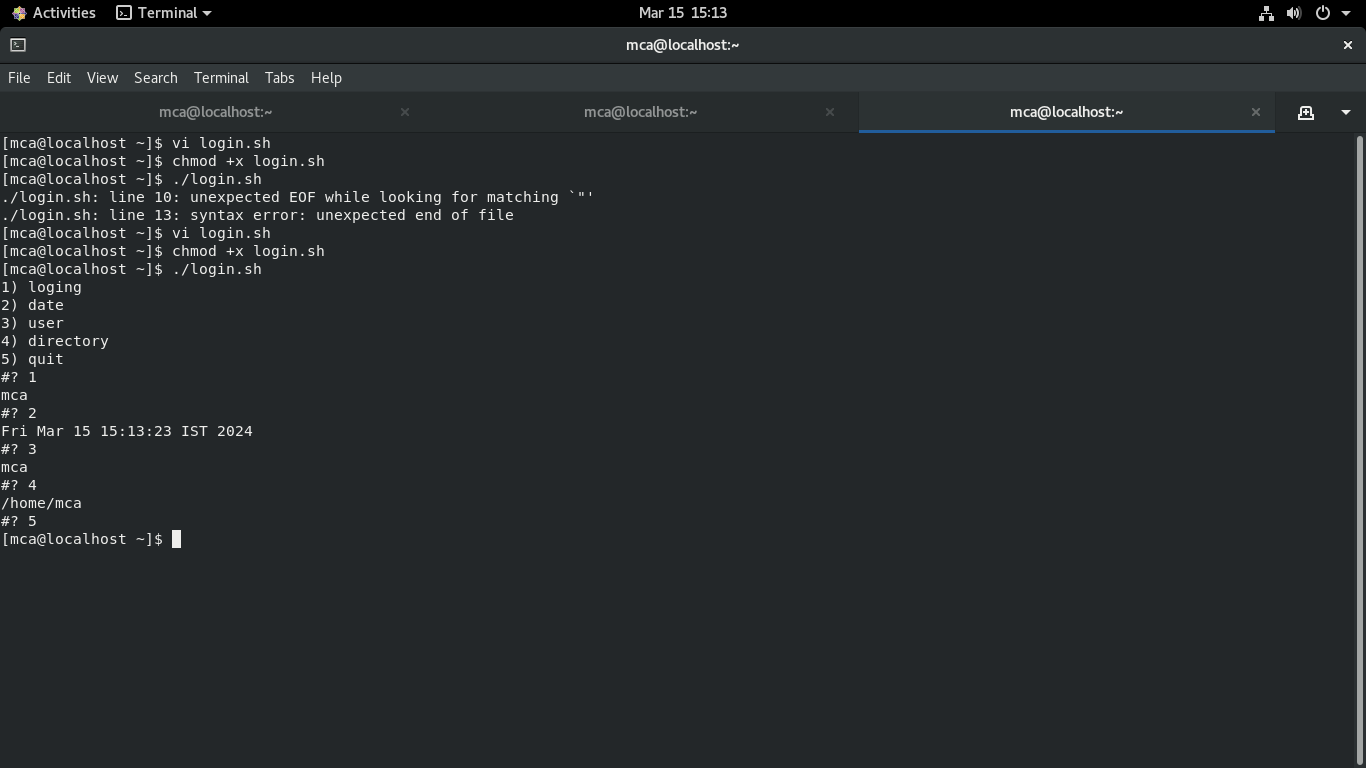 Activities Terminal Mar 15 15:13
mca@localhost:~
File Edit View Search Terminal Tabs Help
mca@localhost:~ mca@localhost:~ mca@localhost:~
[mca@localhost ~]$ vi login.sh
[mca@localhost ~]$ chmod +x login.sh
[mca@localhost ~]$ ./login.sh
./login.sh: line 10: unexpected EOF while looking for matching `"'
./login.sh: line 13: syntax error: unexpected end of file
[mca@localhost ~]$ vi login.sh
[mca@localhost ~]$ chmod +x login.sh
[mca@localhost ~]$ ./login.sh
1) loging
2) date
3) user
4) directory
5) quit
#? 1
mca
#? 2
Fri Mar 15 15:13:23 IST 2024
#? 3
mca
#? 4
/home/mca
#? 5
[mca@localhost ~]$